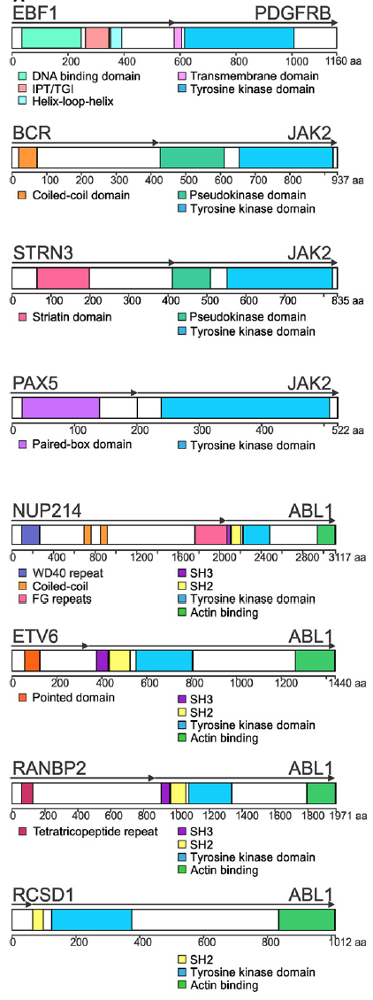 EBF1 PDGFRB
0 200 400 600 800 1000 1160 aa
DNA binding domain Transmembrane domain
IPT/TGI Tyrosine kinase domain
Helix-loop-helix
BCR JAK2
0 100 200 300 400 500 600 700 800 937 aa
Coiled-coil domain Pseudokinase domain
Tyrosine kinase domain
STRN3 JAK2
0 100 200 300 400 500 600 700 835 aa
Striatin domain Pseudokinase domain
Tyrosine kinase domain
PAX5 JAK2
0 100 200 300 400 522 aa
Paired-box domain Tyrosine kinase domain
NUP214 ABL1
0 400 800 1200 1600 2000 2400 2800 3117 aa
WD40 repeat SH3
Coiled-coil SH2
FG repeats Tyrosine kinase domain
Actin binding
ETV6 ABL1
0 200 400 600 800 1000 1200 1440 aa
Pointed domain SH3
SH2
Tyrosine kinase domain
Actin binding
RANBP2 ABL1
0 200 400 600 800 1000 1200 1400 1600 1800 1971 aa
Tetratricopeptide repeat SH3
SH2
Tyrosine kinase domain
Actin binding
RCSD1 ABL1
0 200 400 600 800 1012 aa
SH2
Tyrosine kinase domain
Actin binding